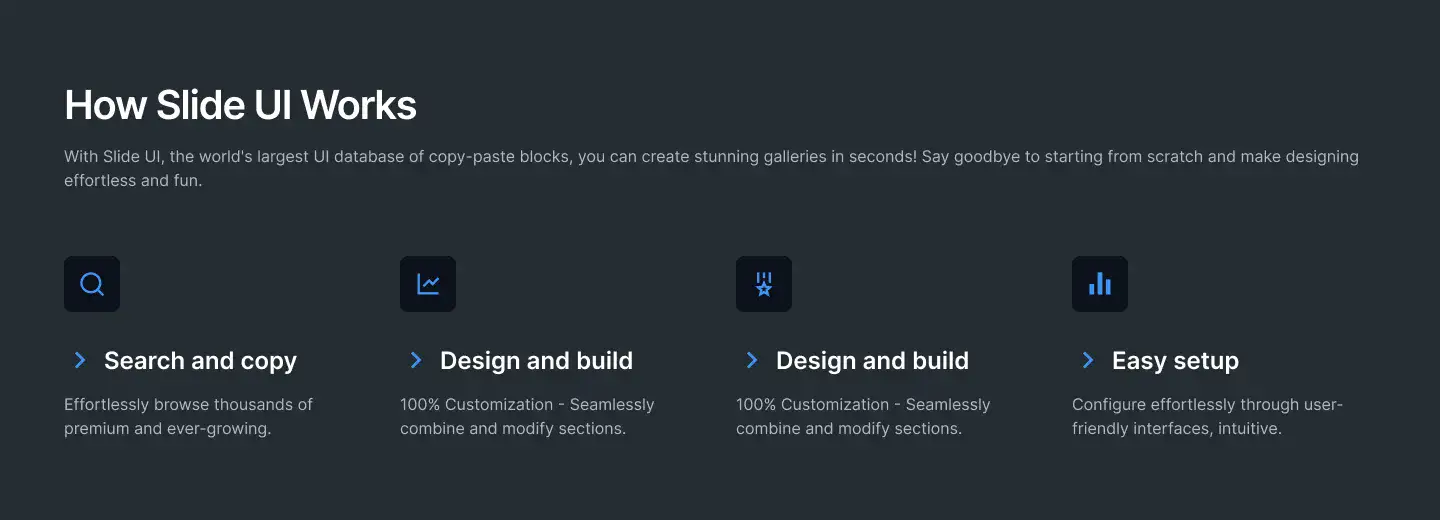 How Slide UI Works
With Slide UI, the world's largest UI database of copy-paste blocks, you can create stunning galleries in seconds! Say goodbye to starting from scratch and make designing
effortless and fun.
Search and copy
Effortlessly browse thousands of
premium and ever-growing.
Design and build
100% Customization - Seamlessly
combine and modify sections.
Design and build
100% Customization - Seamlessly
combine and modify sections.
Easy setup
Configure effortlessly through user-
friendly interfaces, intuitive.